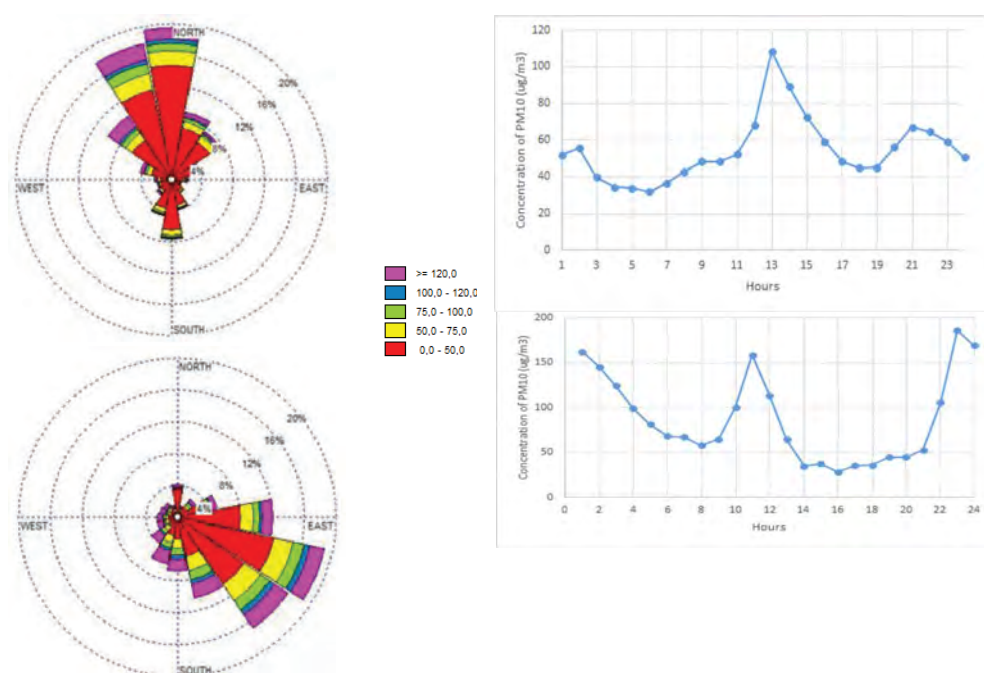 NORTH
20%
16%
12%
8%
4%
WEST
EAST
SOUTH
120
100
80
60
40
20
0
Concentration of PM10 (ug/m3)
1 3 5 7 9 11 13 15 17 19 21 23
Hours
>= 120,0
100,0 - 120,0
75,0 - 100,0
50,0 - 75,0
0,0 - 50,0
NORTH
20%
16%
12%
8%
4%
WEST
EAST
SOUTH
200
150
100
50
0
Concentration of PM10 (ug/m3)
0 2 4 6 8 10 12 14 16 18 20 22 24
Hours